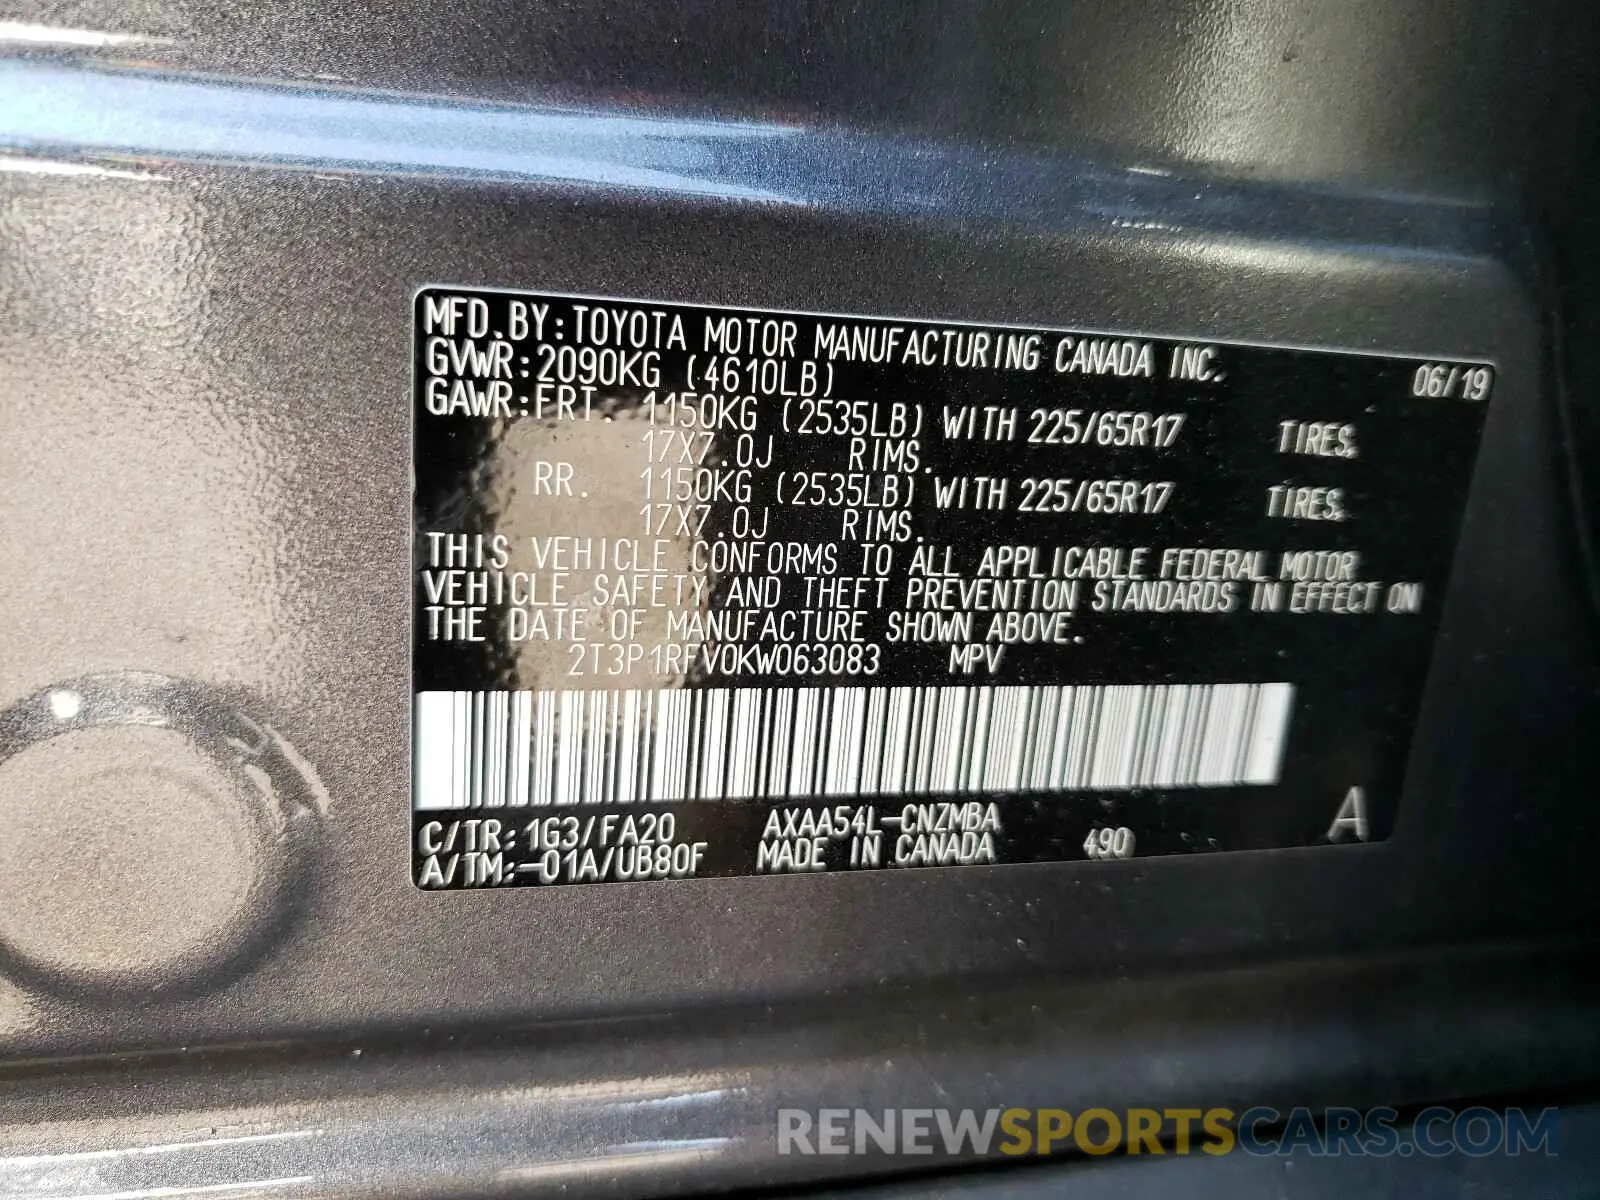 MFD.BY:TOYOTA MOTOR MANUFACTURING CANADA INC.
GVWR:2090KG (4610LB) 06/19
GAWR:FRT. 1150KG (2535LB) WITH 225/65R17 TIRES,
17X7.0J RIMS.
RR. 1150KG (2535LB) WITH 225/65R17 TIRES,
17X7.0J RIMS.
THIS VEHICLE CONFORMS TO ALL APPLICABLE FEDERAL MOTOR
VEHICLE SAFETY AND THEFT PREVENTION STANDARDS IN EFFECT ON
THE DATE OF MANUFACTURE SHOWN ABOVE.
2T3P1RFV0KW063083 MPV
C/TR:1G3/FA20 AXAA54L-CNZMBA
A/TM:-01A/UB80F MADE IN CANADA 490 A
RENEWSPORTSCARS.COM